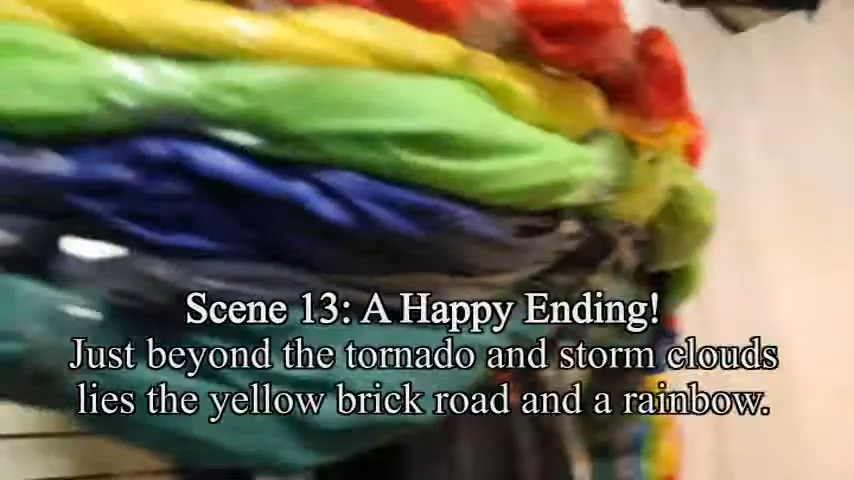 Scene 13: A Happy Ending!
Just beyond the tornado and storm clouds
lies the yellow brick road and a rainbow.